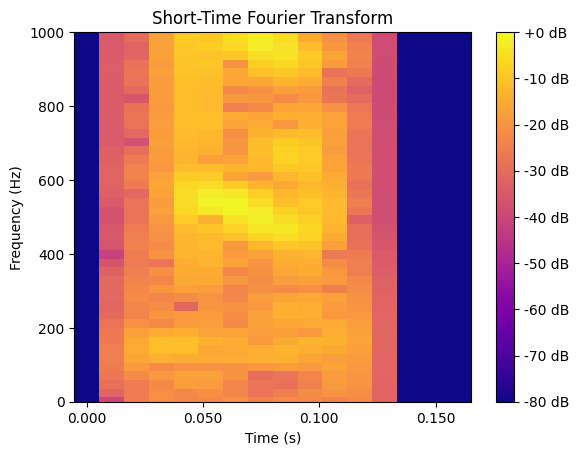 Short-Time Fourier Transform
1000
800
600
400
200
0
Frequency (Hz)
0.000
0.050
0.100
0.150
Time (s)
+0 dB
-10 dB
-20 dB
-30 dB
-40 dB
-50 dB
-60 dB
-70 dB
-80 dB